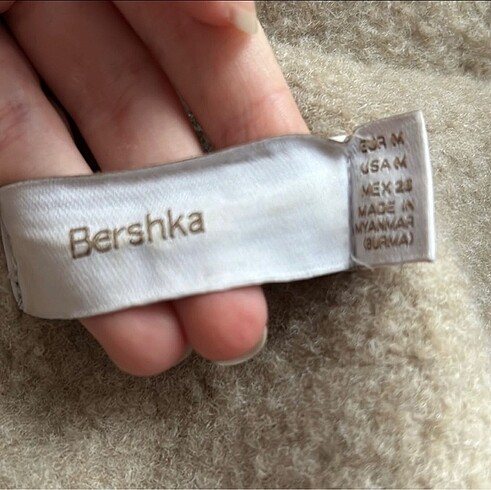 Bershka
EUR M
USA M
MEX 28
MADE IN
MYANMAR
(BURMA)